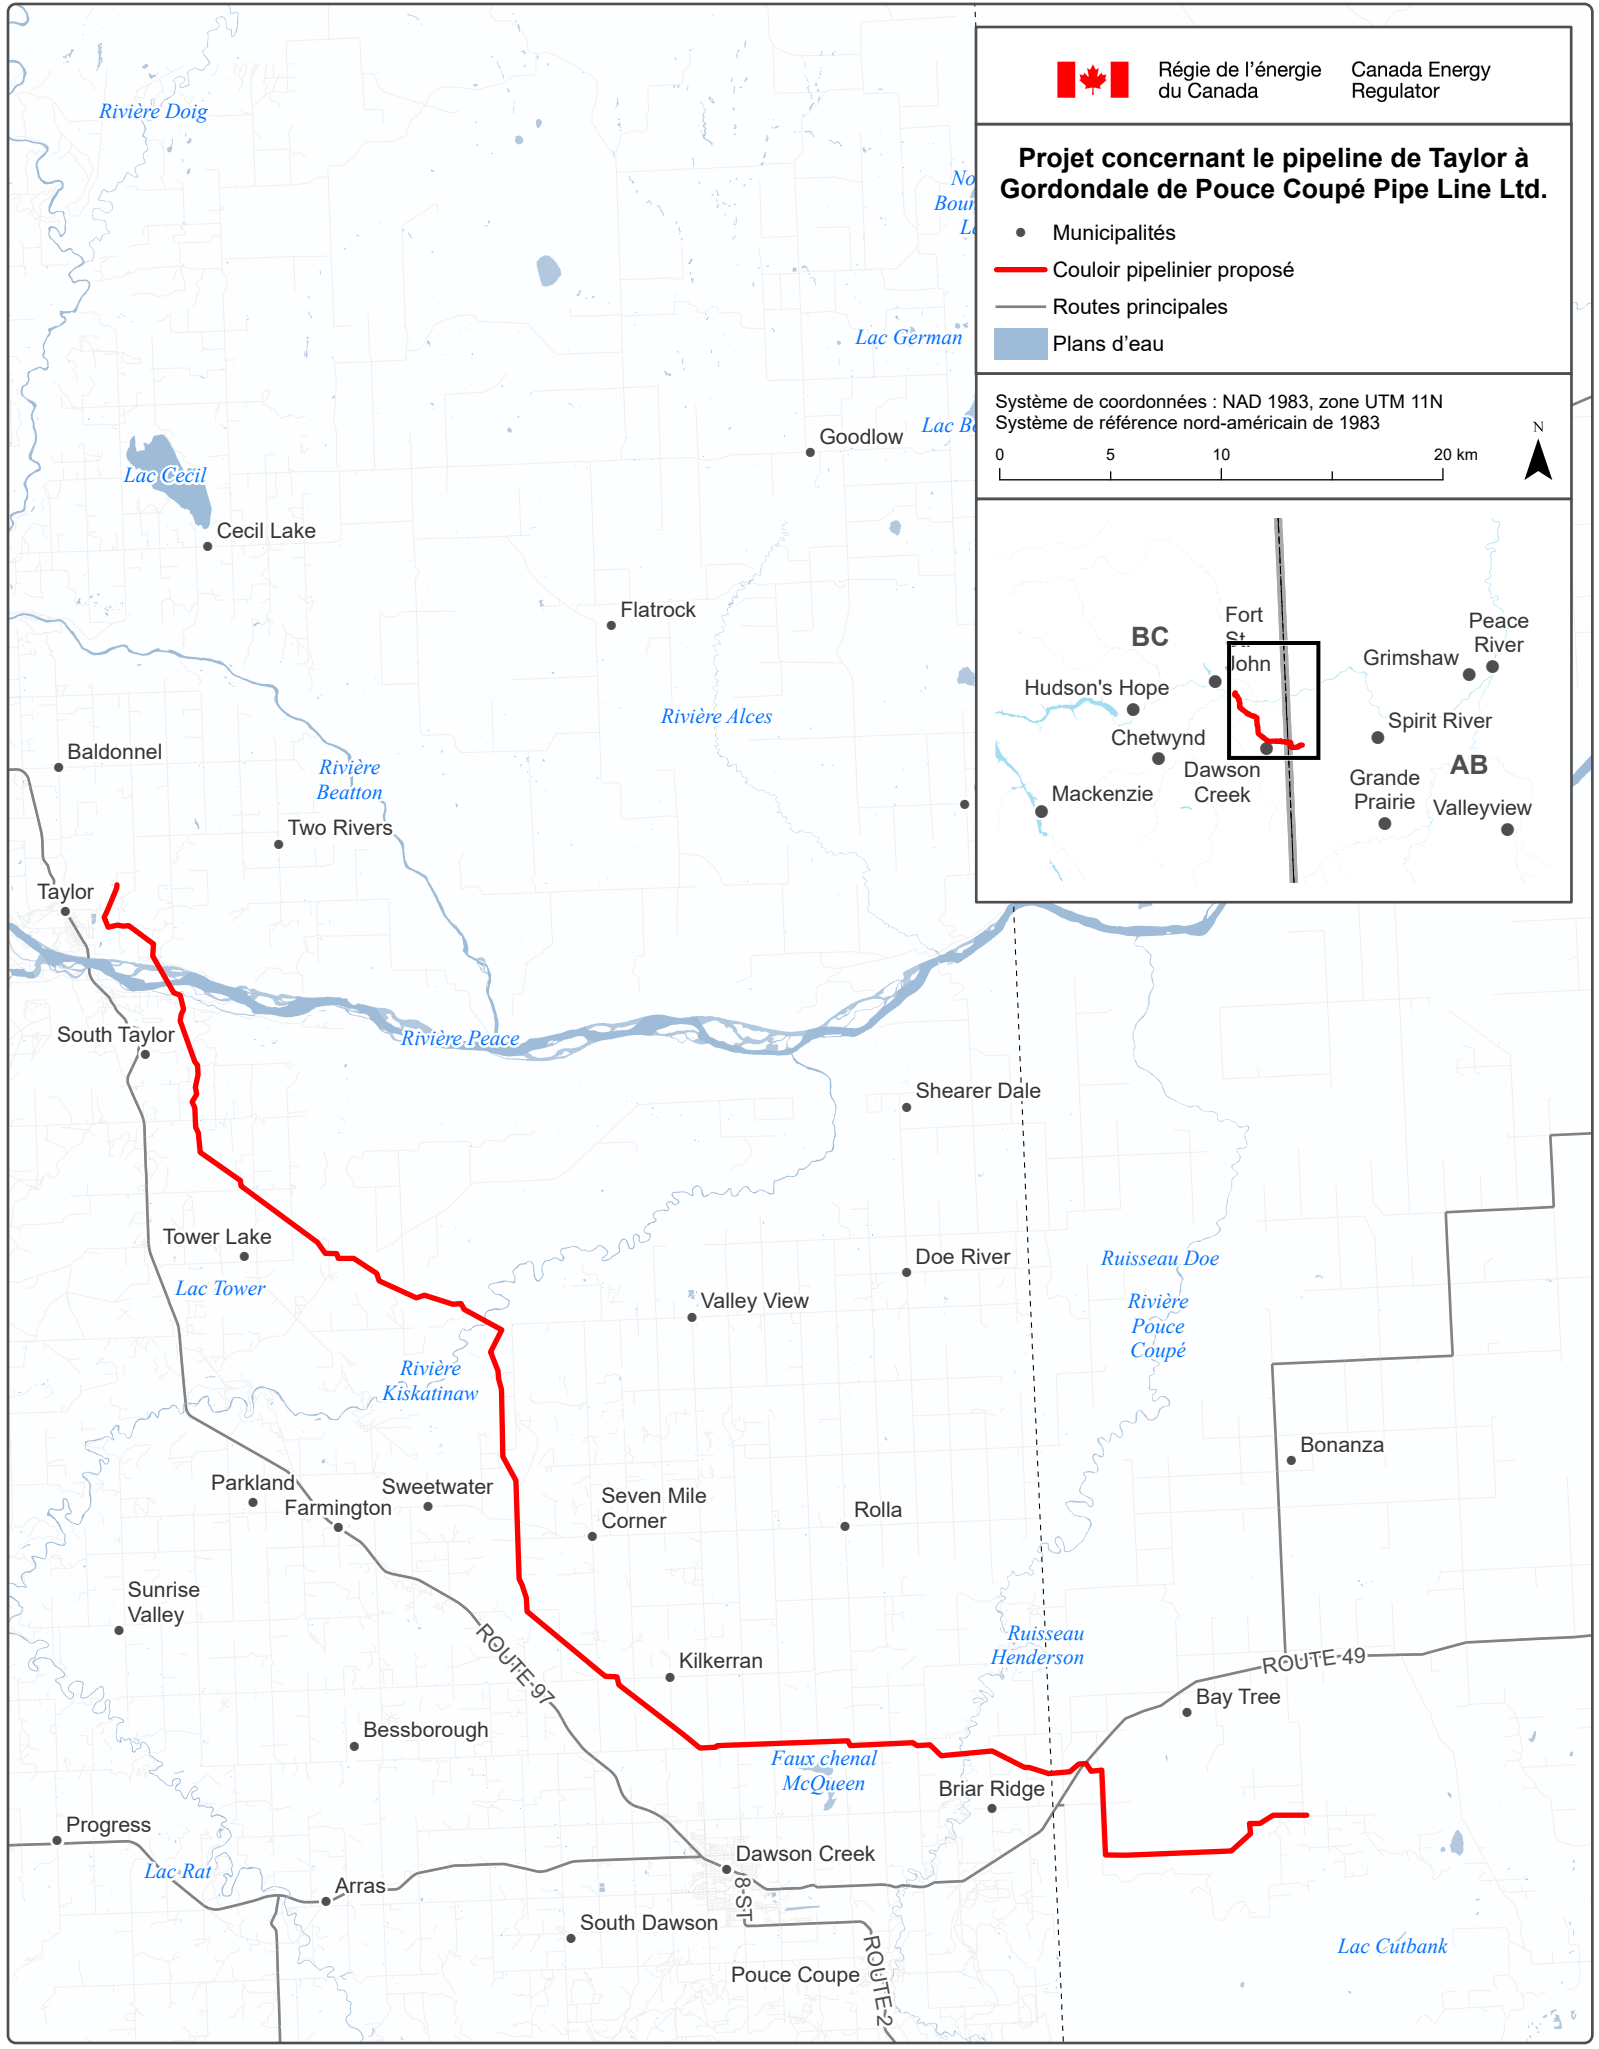 Régie de l'énergie
du Canada
Canada Energy
Regulator
Projet concernant le pipeline de Taylor à
Gordondale de Pouce Coupé Pipe Line Ltd.
Municipalités
Couloir pipelinier proposé
Routes principales
Plans d'eau
Système de coordonnées : NAD 1983, zone UTM 11N
Système de référence nord-américain de 1983
0 5 10 20 km
N
Fort
St.
John
BC
Peace
River
Grimshaw
Hudson's Hope
Spirit River
Chetwynd
AB
Dawson
Creek
Grande
Prairie
Mackenzie
Valleyview
Rivière Doig
No
Boun
Lac German
Goodlow
Lac Cecil
Cecil Lake
Flatrock
Rivière Alces
Baldonnel
Rivière
Beatton
Two Rivers
Taylor
South Taylor
Rivière Peace
Shearer Dale
Tower Lake
Doe River
Ruisseau Doe
Lac Tower
Valley View
Rivière
Pouce
Coupé
Rivière
Kiskatinaw
Bonanza
Parkland
Sweetwater
Farmington
Seven Mile
Corner
Rolla
Sunrise
Valley
ROUTE-97
Ruisseau
Henderson
Kilkerran
ROUTE-49
Bay Tree
Bessborough
Faux chenal
McQueen
Briar Ridge
Progress
Dawson Creek
Lac Rat
Arras
8-ST
South Dawson
Lac Cutbank
Pouce Coupe
ROUTE-2